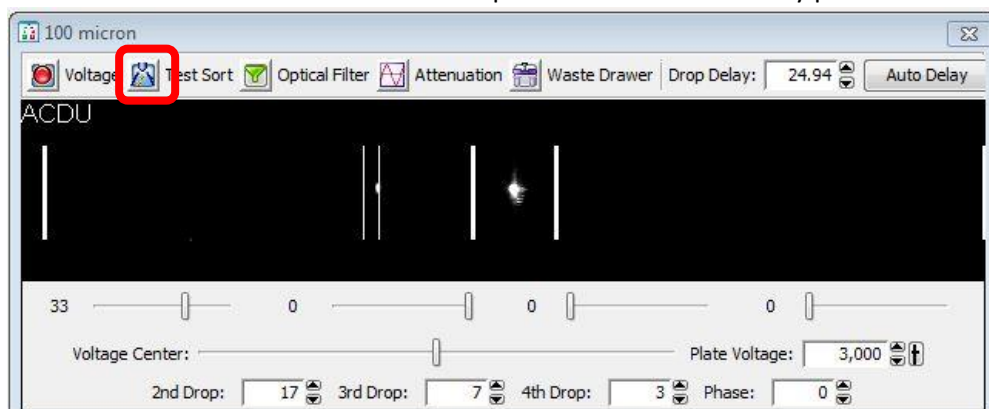 100 micron
Voltage Test Sort Optical Filter Attenuation Waste Drawer Drop Delay: 24.94 Auto Delay
ACDU
33 0 0 0
Voltage Center: Plate Voltage: 3,000
2nd Drop: 17 3rd Drop: 7 4th Drop: 3 Phase: 0